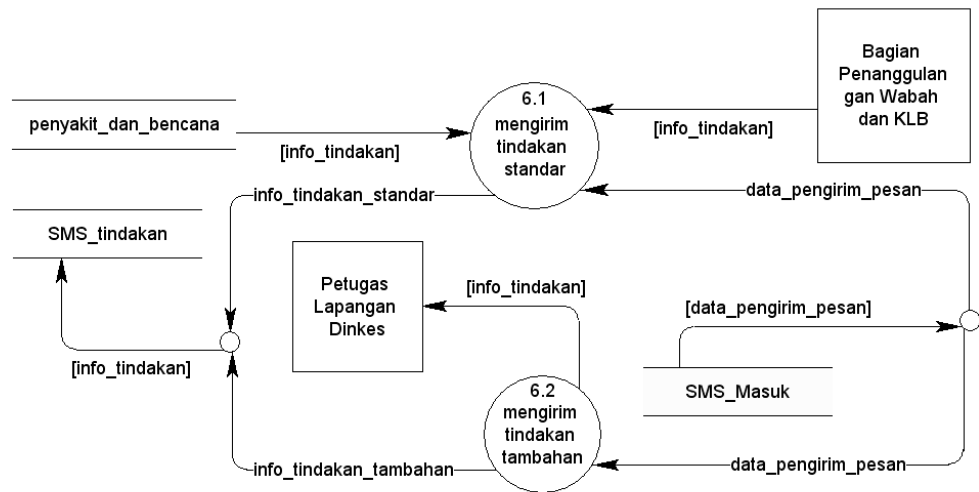 Bagian
Penanggulan
gan Wabah
dan KLB
6.1
mengirim
tindakan
standar
penyakit_dan_bencana
[info_tindakan]
[info_tindakan]
info_tindakan_standar
data_pengirim_pesan
SMS_tindakan
Petugas
Lapangan
Dinkes
[info_tindakan]
[data_pengirim_pesan]
[info_tindakan]
SMS_Masuk
6.2
mengirim
tindakan
tambahan
info_tindakan_tambahan
data_pengirim_pesan